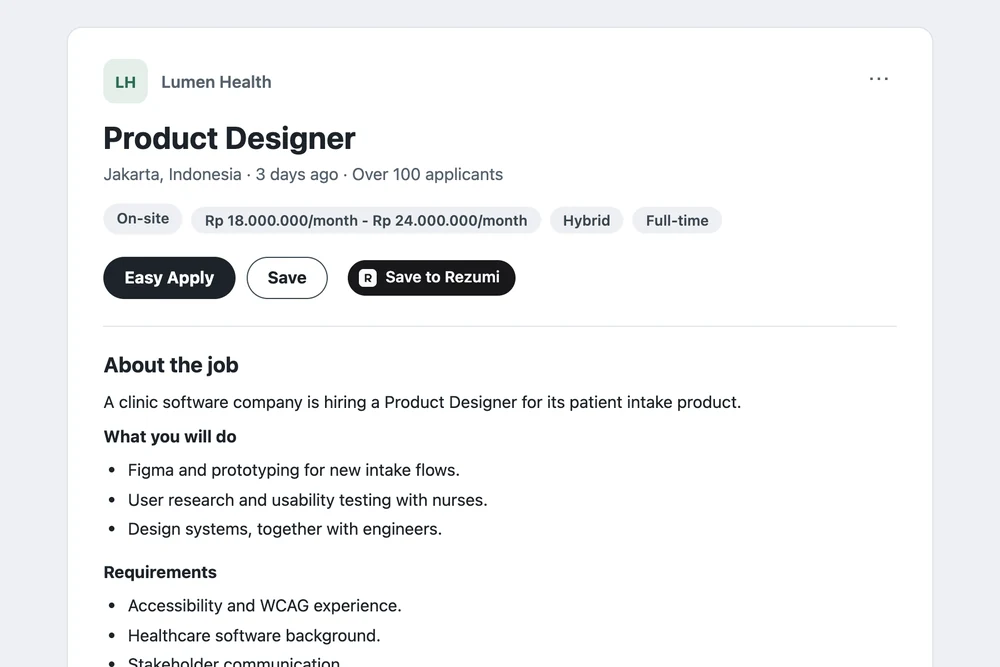 LH Lumen Health
...
Product Designer
Jakarta, Indonesia · 3 days ago · Over 100 applicants
On-site Rp 18.000.000/month - Rp 24.000.000/month Hybrid Full-time
Easy Apply Save R Save to Rezumi
About the job
A clinic software company is hiring a Product Designer for its patient intake product.
What you will do
• Figma and prototyping for new intake flows.
• User research and usability testing with nurses.
• Design systems, together with engineers.
Requirements
• Accessibility and WCAG experience.
• Healthcare software background.
• Stakeholder communication.